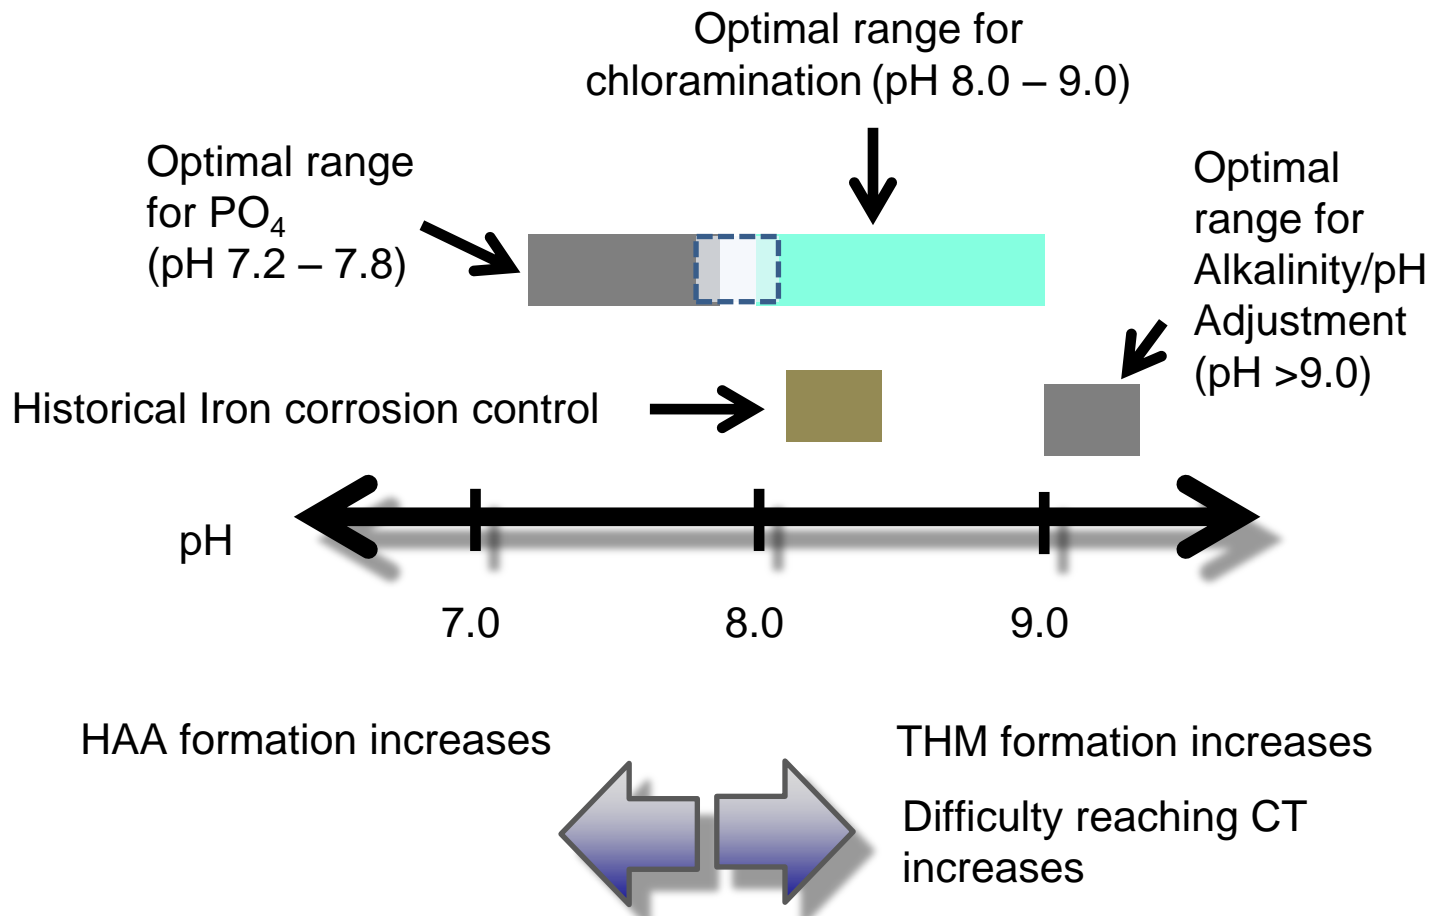 Optimal range for
chloramination (pH 8.0 – 9.0)
Optimal range
for PO₄
(pH 7.2 – 7.8)
Optimal
range for
Alkalinity/pH
Adjustment
(pH >9.0)
Historical Iron corrosion control
pH
7.0
8.0
9.0
HAA formation increases
THM formation increases
Difficulty reaching CT
increases